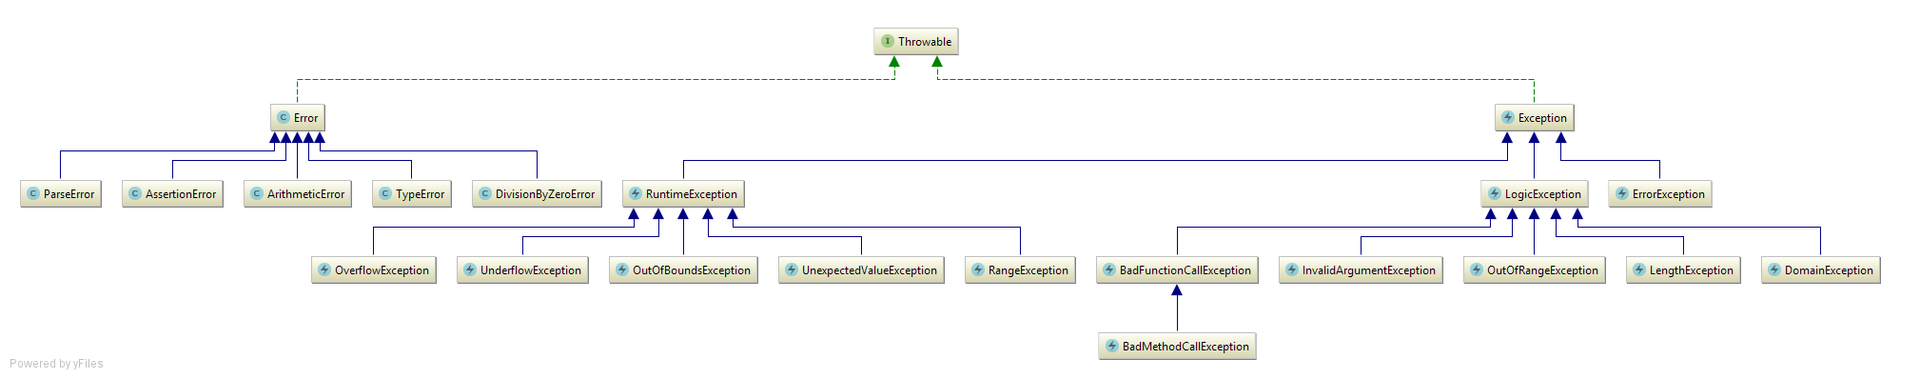 Throwable
Error
Exception
ParseError
AssertionError
ArithmeticError
TypeError
DivisionByZeroError
RuntimeException
LogicException
ErrorException
OverflowException
UnderflowException
OutOfBoundsException
UnexpectedValueException
RangeException
BadFunctionCallException
InvalidArgumentException
OutOfRangeException
LengthException
DomainException
BadMethodCallException
Powered by yFiles